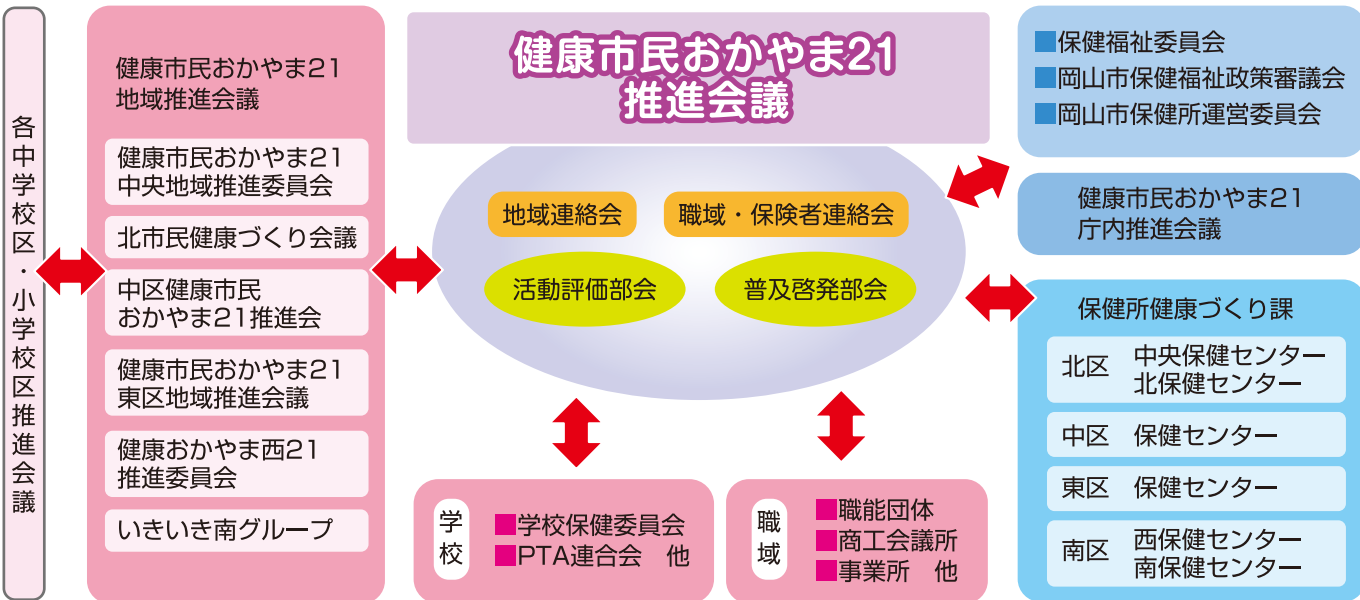 各中学校区・小学校区推進会議
健康市民おかやま21
地域推進会議
健康市民おかやま21
中央地域推進委員会
北市民健康づくり会議
中区健康市民
おかやま21推進会
健康市民おかやま21
東区地域推進会議
健康おかやま西21
推進委員会
いきいき南グループ
健康市民おかやま21
推進会議
地域連絡会
職域・保険者連絡会
活動評価部会
普及啓発部会
学校
■学校保健委員会
■PTA連合会 他
職域
■職能団体
■商工会議所
■事業所 他
■保健福祉委員会
■岡山市保健福祉政策審議会
■岡山市保健所運営委員会
健康市民おかやま21
庁内推進会議
保健所健康づくり課
北区 中央保健センター
北保健センター
中区 保健センター
東区 保健センター
南区 西保健センター
南保健センター